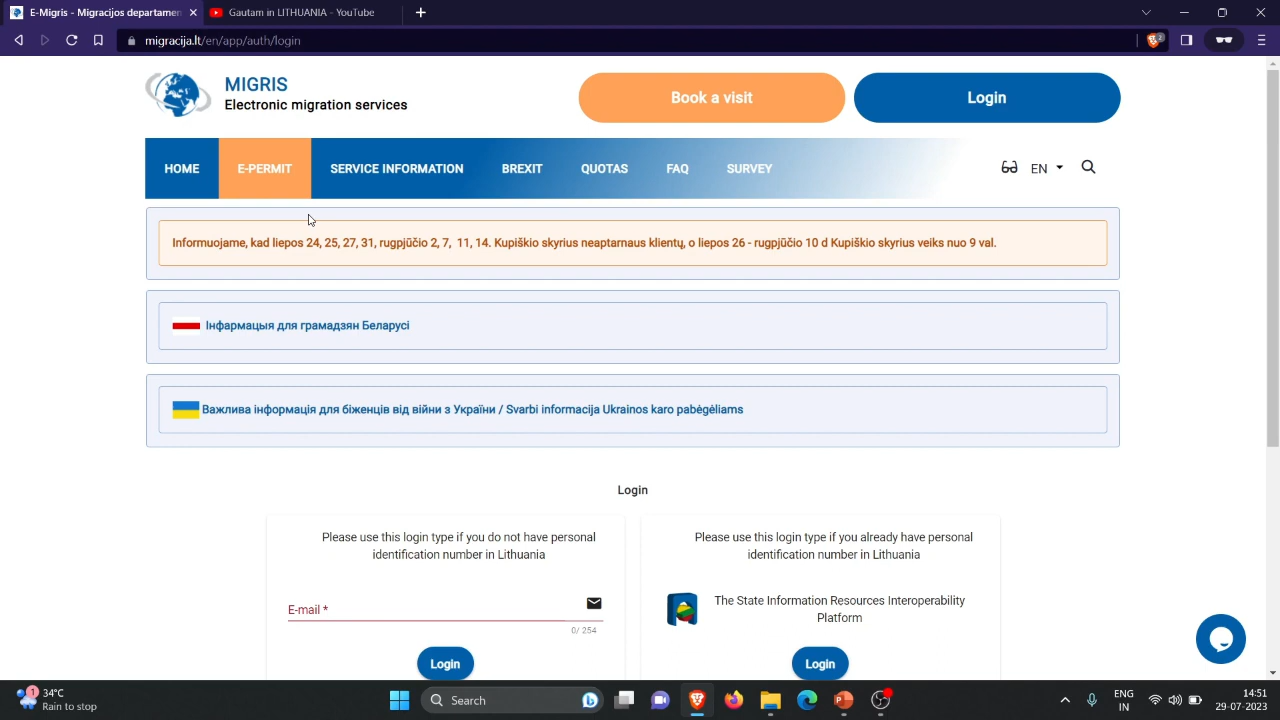 E-Migris - Migracijos departamen
Gautam in LITHUANIA - YouTube
migracija.lt/en/app/auth/login
2
MIGRIS
Electronic migration services
Book a visit
Login
HOME
E-PERMIT
SERVICE INFORMATION
BREXIT
QUOTAS
FAQ
SURVEY
EN
Informuojame, kad liepos 24, 25, 27, 31, rugpjūčio 2, 7, 11, 14. Kupiškio skyrius neaptarnaus klientų, o liepos 26 - rugpjūčio 10 d Kupiškio skyrius veiks nuo 9 val.
Інфармацыя для грамадзян Беларусі
Важлива інформація для біженців від війни з України / Svarbi informacija Ukrainos karo pabėgėliams
Login
Please use this login type if you do not have personal
identification number in Lithuania
E-mail *
0/ 254
Login
Please use this login type if you already have personal
identification number in Lithuania
The State Information Resources Interoperability
Platform
Login
1
34°C
Rain to stop
Search
ENG
IN
14:51
29-07-2023